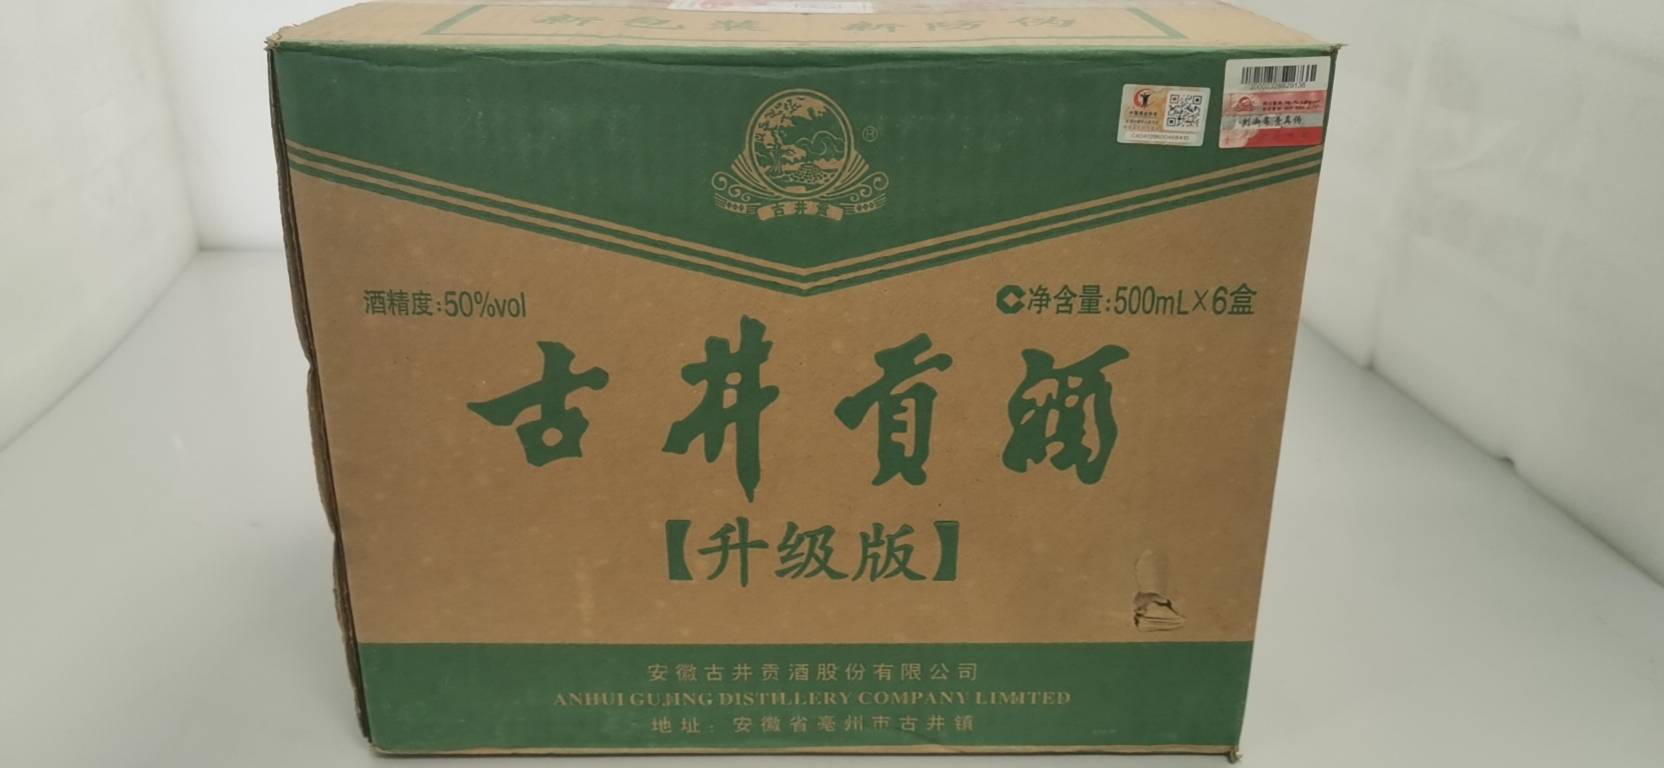 新包装 新防伪
古井贡
酒精度:50%vol
净含量:500mL×6盒
古井贡酒
【升级版】
安徽古井贡酒股份有限公司
ANHUI GUJING DISTILLERY COMPANY LIMITED
地址：安徽省亳州市古井镇